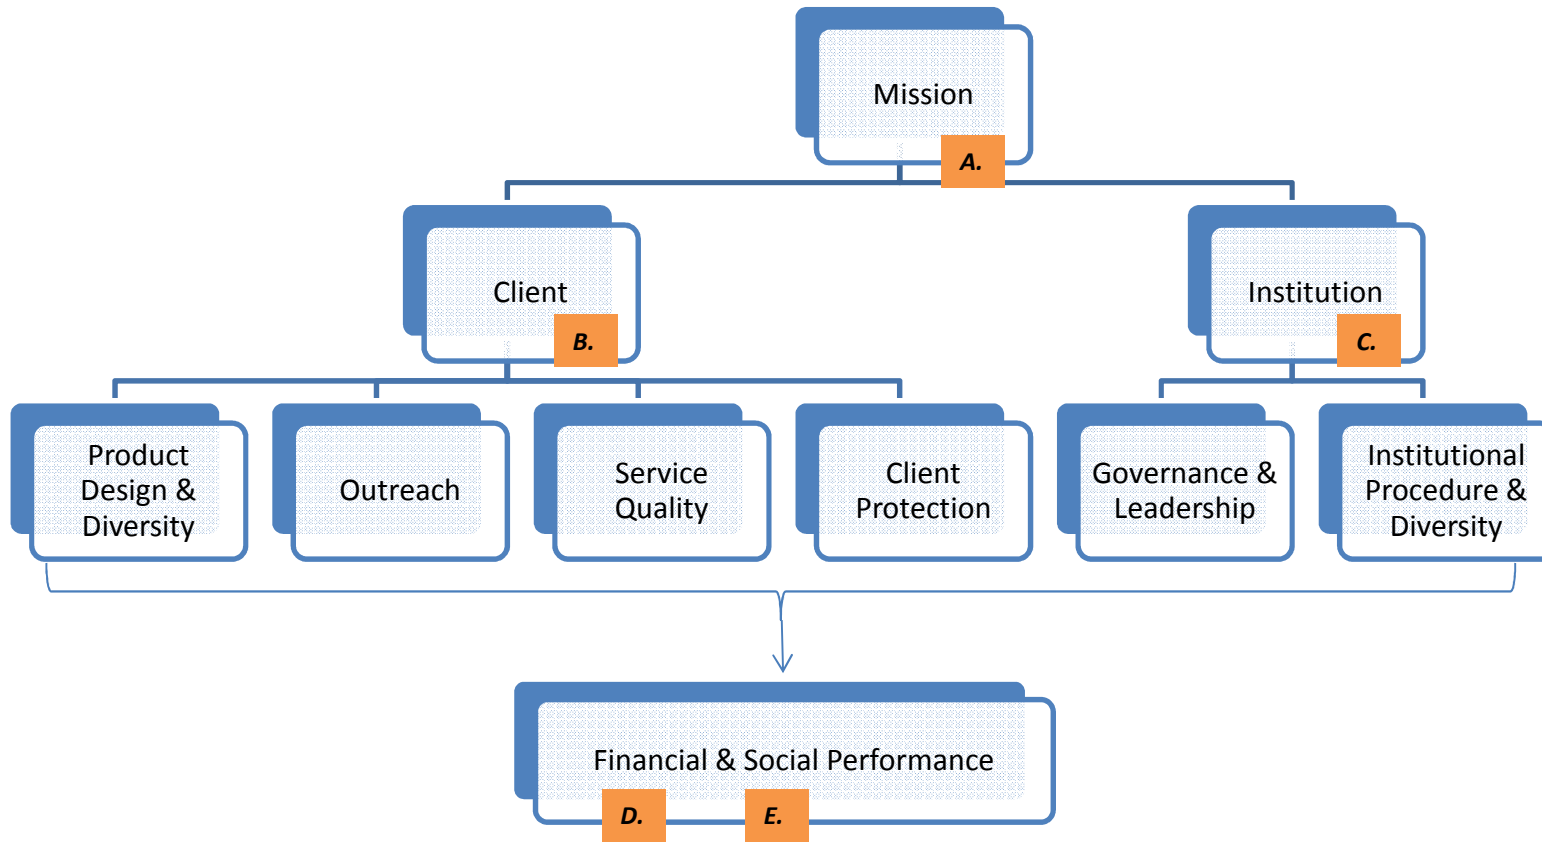 Mission
A.
Client
B.
Institution
C.
Product
Design &
Diversity
Outreach
Service
Quality
Client
Protection
Governance &
Leadership
Institutional
Procedure &
Diversity
Financial & Social Performance
D.
E.